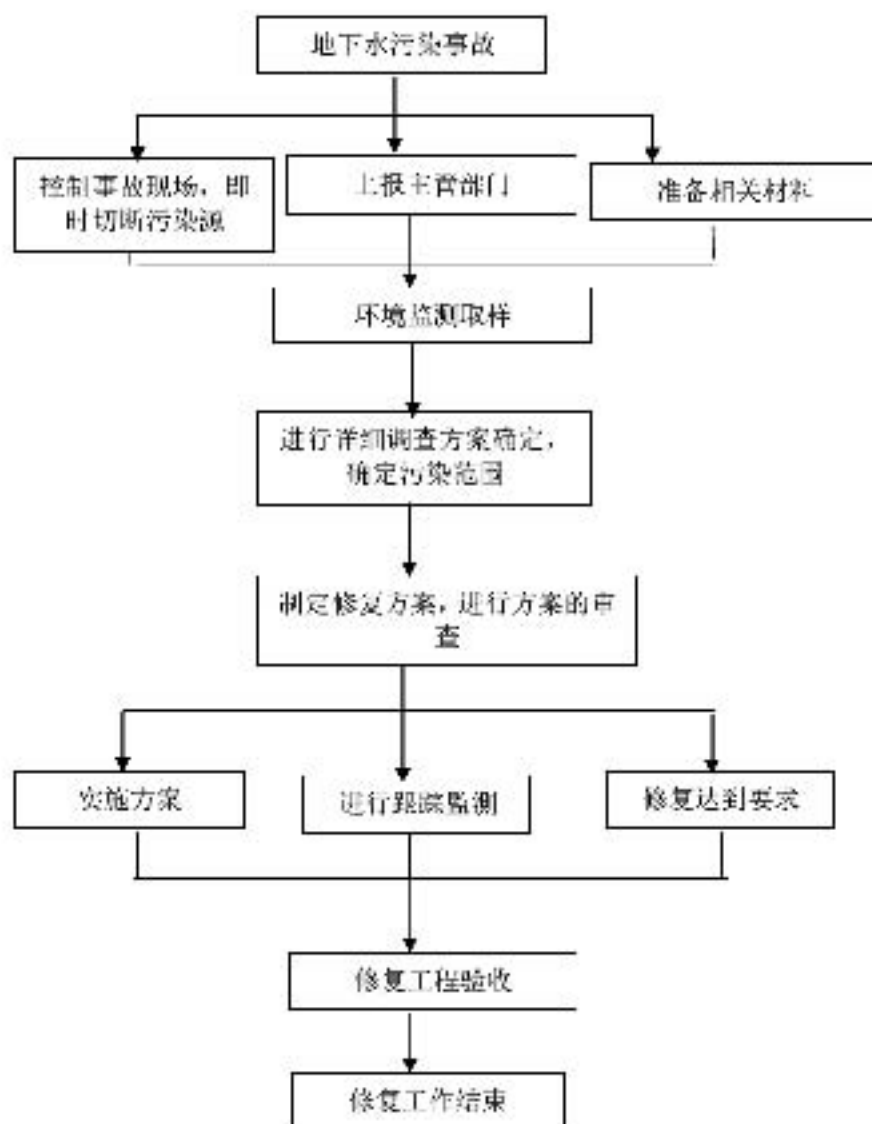 地下水污染事故
控制事故现场，即
时切断污染源
上报主管部门
准备相关材料
环境监测取样
进行详细调查方案确定，
确定污染范围
制定修复方案，进行方案的审
查
实施方案
进行跟踪监测
修复达到要求
修复工程验收
修复工作结束